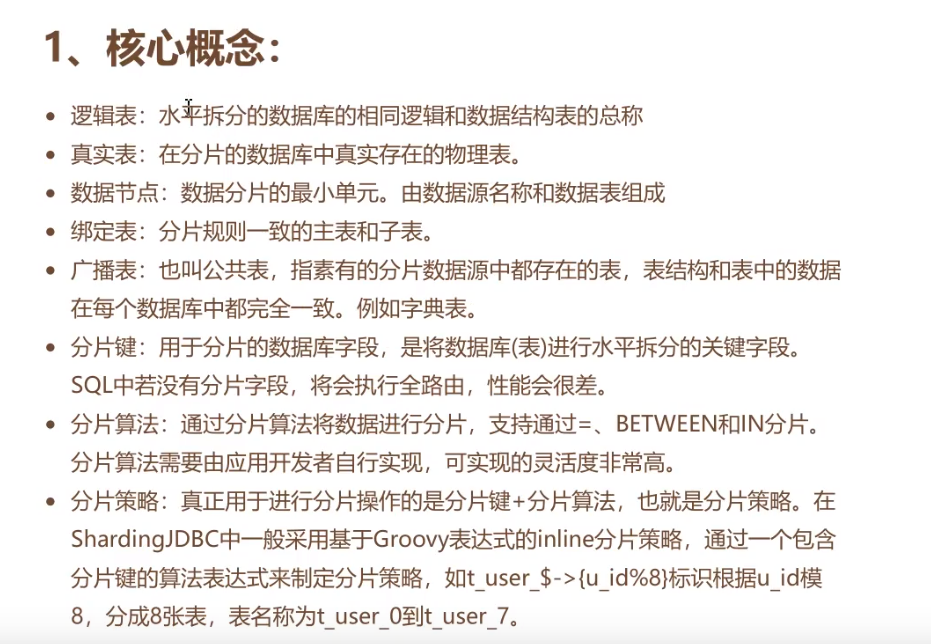 1、核心概念：
• 逻辑表：水平拆分的数据库的相同逻辑和数据结构表的总称
• 真实表：在分片的数据库中真实存在的物理表。
• 数据节点：数据分片的最小单元。由数据源名称和数据表组成
• 绑定表：分片规则一致的主表和子表。
• 广播表：也叫公共表，指素有的分片数据源中都存在的表，表结构和表中的数据
在每个数据库中都完全一致。例如字典表。
• 分片键：用于分片的数据库字段，是将数据库(表)进行水平拆分的关键字段。
SQL中若没有分片字段，将会执行全路由，性能会很差。
• 分片算法：通过分片算法将数据进行分片，支持通过=、BETWEEN和IN分片。
分片算法需要由应用开发者自行实现，可实现的灵活度非常高。
• 分片策略：真正用于进行分片操作的是分片键+分片算法，也就是分片策略。在
ShardingJDBC中一般采用基于Groovy表达式的inline分片策略，通过一个包含
分片键的算法表达式来制定分片策略，如t_user_$->{u_id%8}标识根据u_id模
8，分成8张表，表名称为t_user_0到t_user_7。